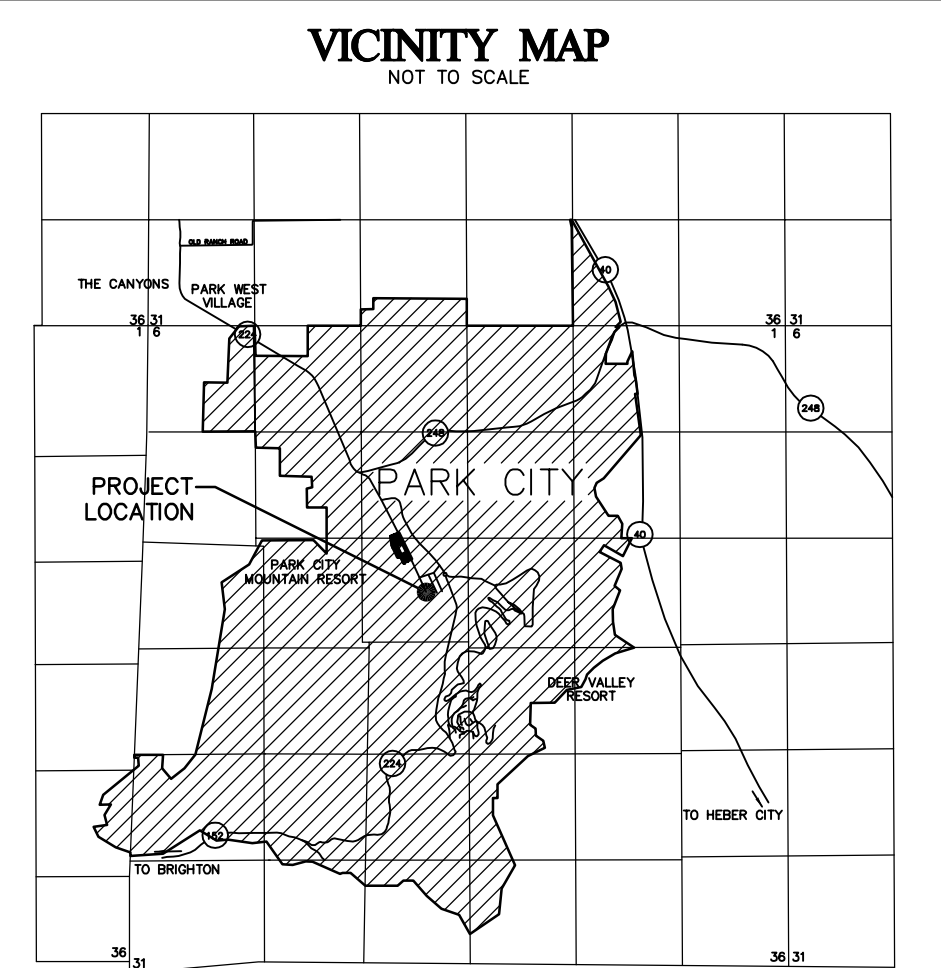 VICINITY MAP
NOT TO SCALE
OLD RANCH ROAD
40
THE CANYONS
PARK WEST
VILLAGE
36 31
1 6
224
36 31
1 6
248
248
PARK CITY
PROJECT
LOCATION
40
PARK CITY
MOUNTAIN RESORT
DEER VALLEY
RESORT
224
TO HEBER CITY
152
TO BRIGHTON
36
31
36 31